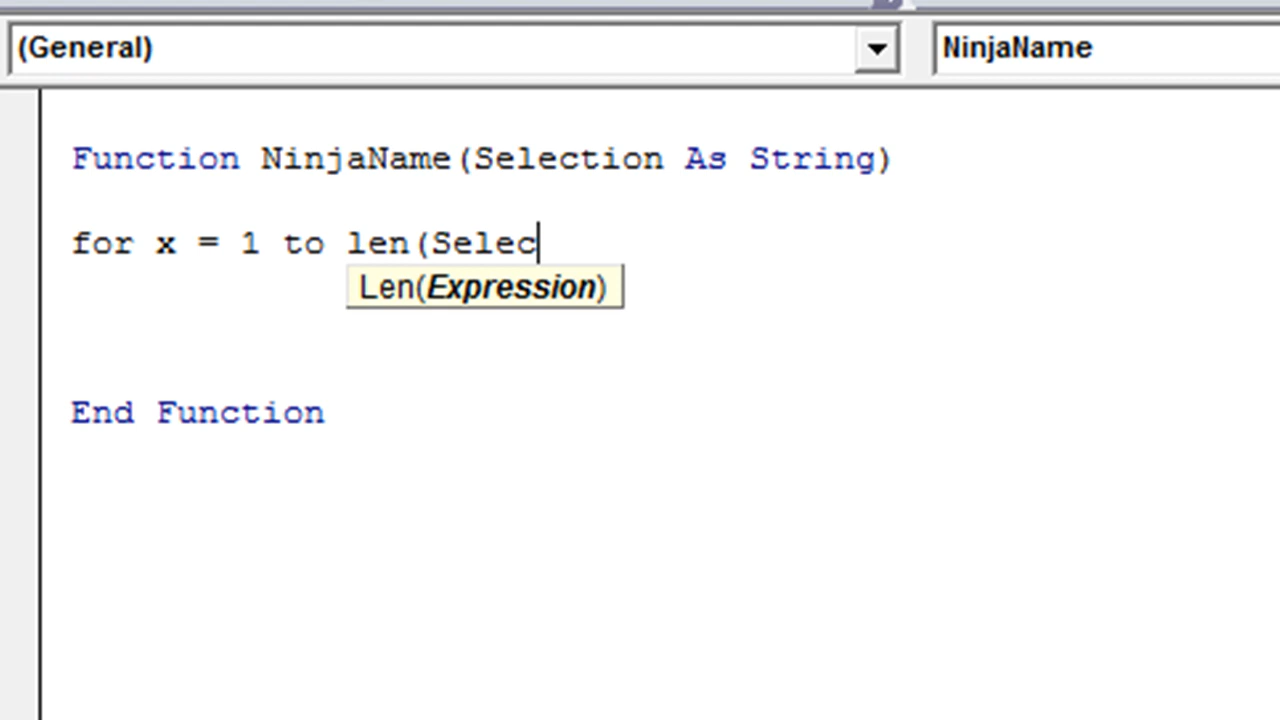 (General) NinjaName
Function NinjaName(Selection As String)
for x = 1 to len(Selec
Len(Expression)
End Function